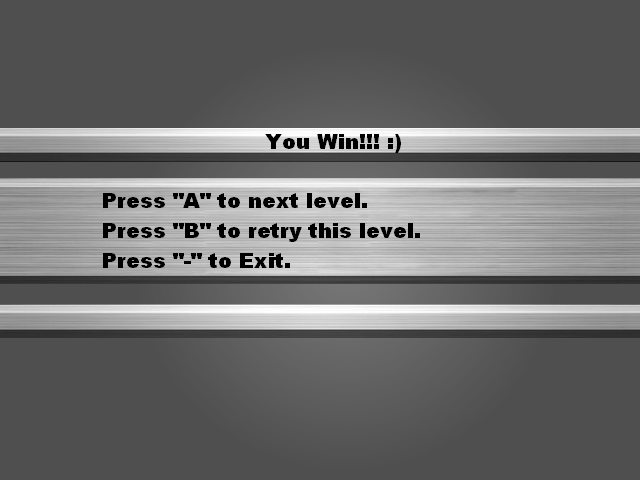 You Win!!! :)
Press "A" to next level.
Press "B" to retry this level.
Press "-" to Exit.